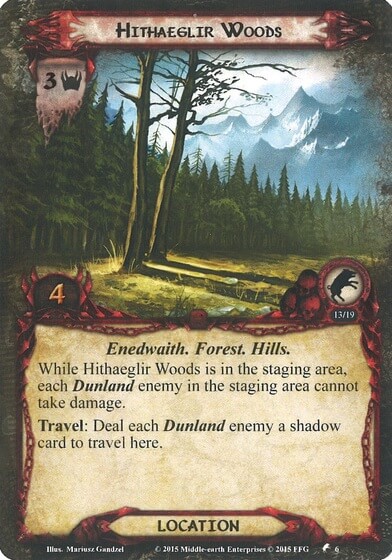 Hithaeglir Woods
3
4
13/19
Enedwaith. Forest. Hills.
While Hithaeglir Woods is in the staging area,
each Dunland enemy in the staging area cannot
take damage.
Travel: Deal each Dunland enemy a shadow
card to travel here.
LOCATION
Illus. Mariusz Gandzel © 2015 Middle-earth Enterprises © 2015 FFG 6